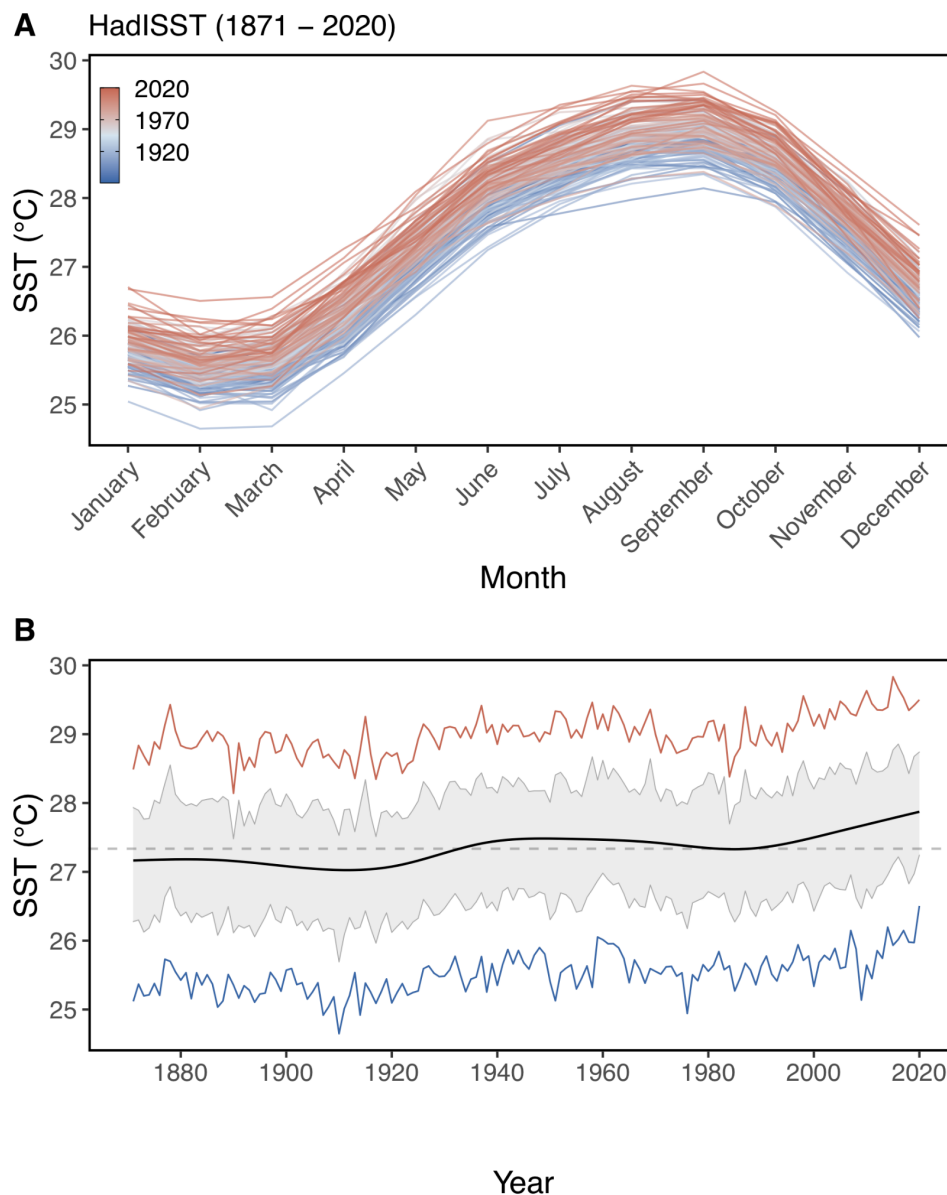 A HadISST (1871 – 2020)
30
29
28
27
26
25
SST (°C)
2020
1970
1920
January
February
March
April
May
June
July
August
September
October
November
December
Month
B
30
29
28
27
26
25
SST (°C)
1880 1900 1920 1940 1960 1980 2000 2020
Year